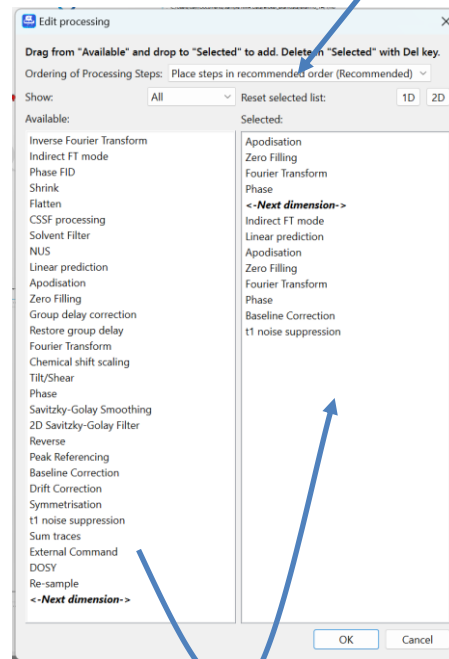 Edit processing
Drag from "Available" and drop to "Selected" to add. Delete in "Selected" with Del key.
Ordering of Processing Steps: Place steps in recommended order (Recommended)
Show: All Reset selected list: 1D 2D
Available: Selected:
Inverse Fourier Transform
Indirect FT mode
Phase FID
Shrink
Flatten
CSSF processing
Solvent Filter
NUS
Linear prediction
Apodisation
Zero Filling
Group delay correction
Restore group delay
Fourier Transform
Chemical shift scaling
Tilt/Shear
Phase
Savitzky-Golay Smoothing
2D Savitzky-Golay Filter
Reverse
Peak Referencing
Baseline Correction
Drift Correction
Symmetrisation
t1 noise suppression
Sum traces
External Command
DOSY
Re-sample
<-Next dimension->
Apodisation
Zero Filling
Fourier Transform
Phase
<-Next dimension->
Indirect FT mode
Linear prediction
Apodisation
Zero Filling
Fourier Transform
Phase
Baseline Correction
t1 noise suppression
OK Cancel